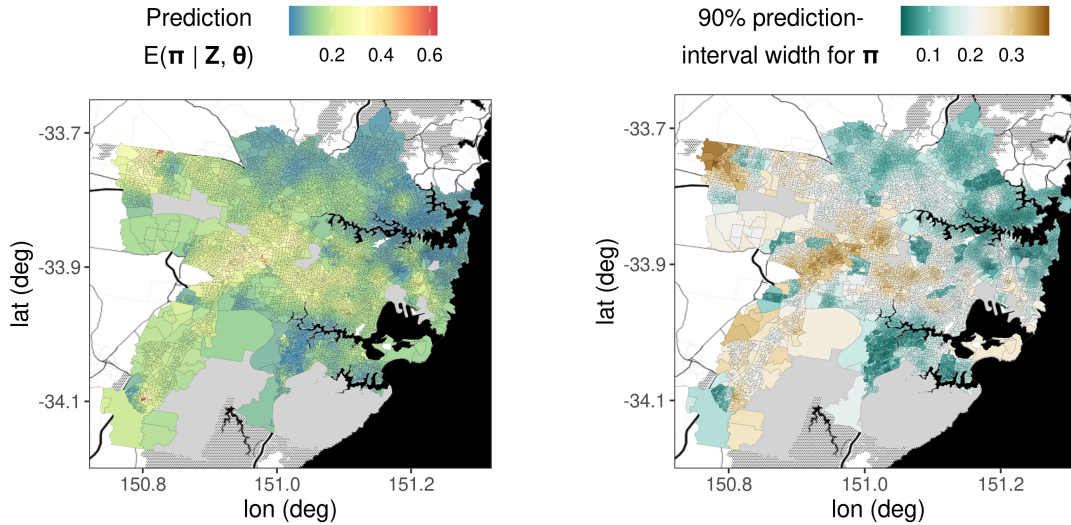 Prediction
E(π | Z, θ)
0.2 0.4 0.6
-33.7
-33.9
-34.1
lat (deg)
150.8 151.0 151.2
lon (deg)
90% prediction-
interval width for π
0.1 0.2 0.3
-33.7
-33.9
-34.1
lat (deg)
150.8 151.0 151.2
lon (deg)